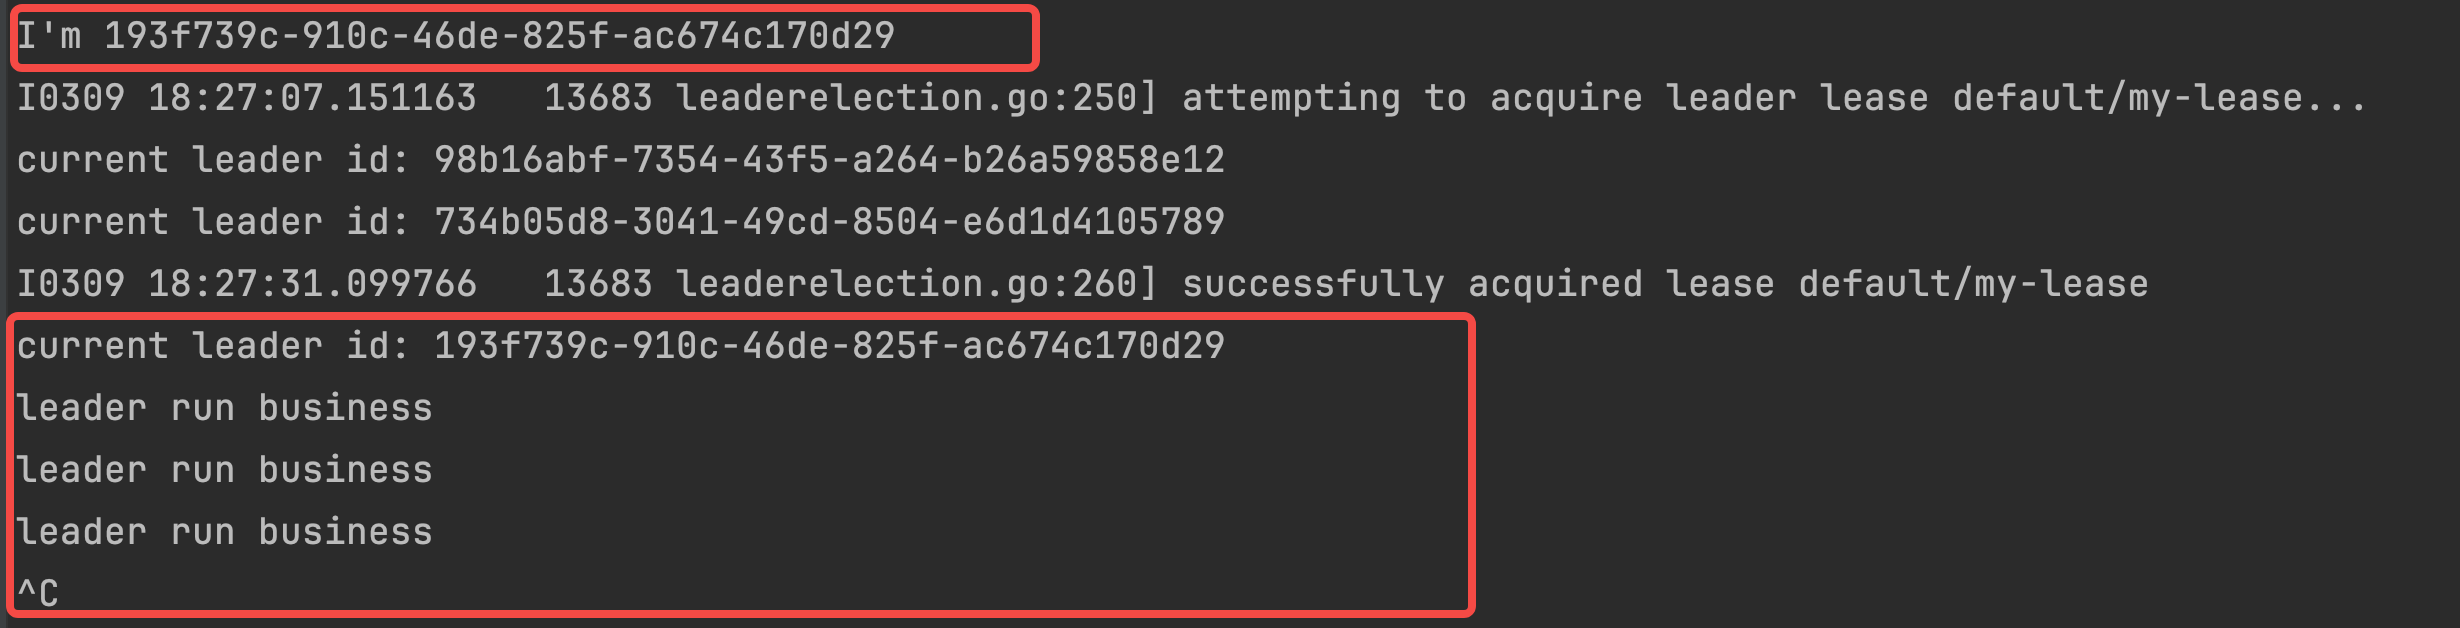 I'm 193f739c-910c-46de-825f-ac674c170d29
I0309 18:27:07.151163   13683 leaderelection.go:250] attempting to acquire leader lease default/my-lease...
current leader id: 98b16abf-7354-43f5-a264-b26a59858e12
current leader id: 734b05d8-3041-49cd-8504-e6d1d4105789
I0309 18:27:31.099766   13683 leaderelection.go:260] successfully acquired lease default/my-lease
current leader id: 193f739c-910c-46de-825f-ac674c170d29
leader run business
leader run business
leader run business
^C